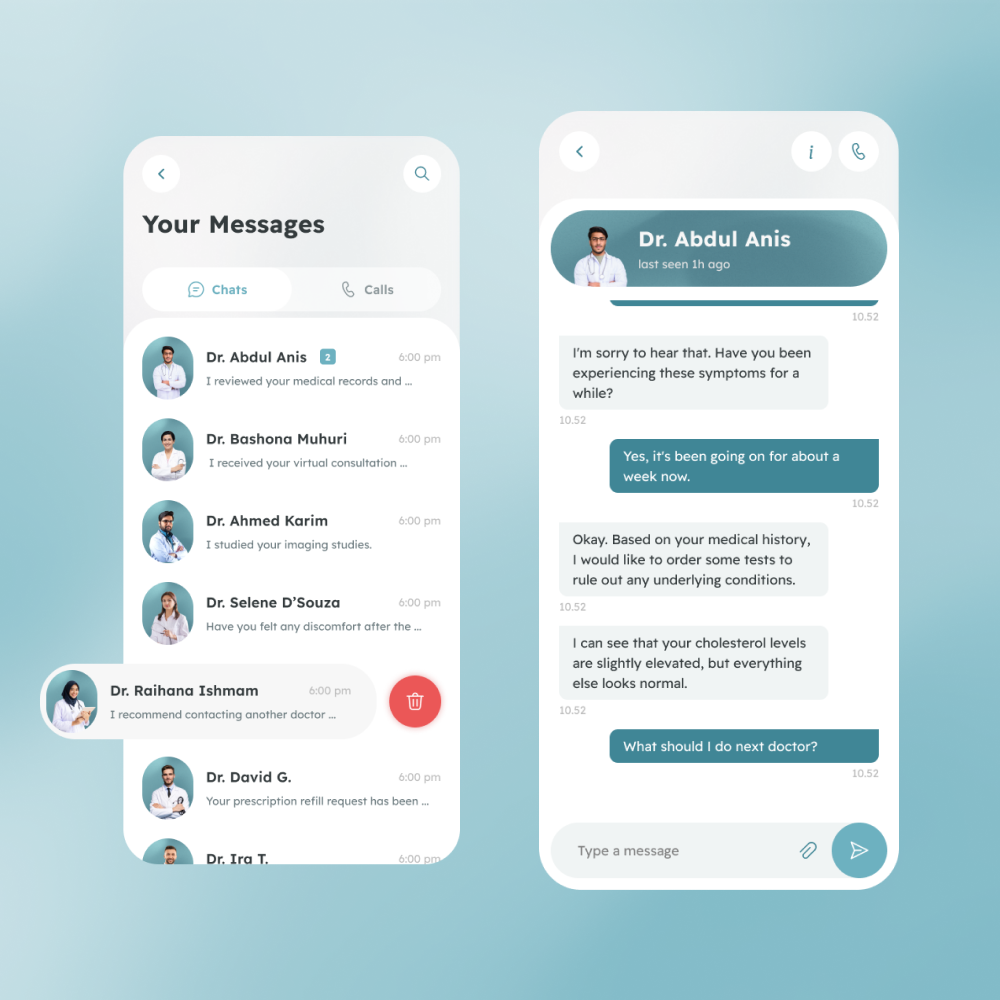 Your Messages
Chats
Calls
Dr. Abdul Anis
2
6:00 pm
I reviewed your medical records and ...
Dr. Bashona Muhuri
6:00 pm
I received your virtual consultation ...
Dr. Ahmed Karim
6:00 pm
I studied your imaging studies.
Dr. Selene D’Souza
6:00 pm
Have you felt any discomfort after the ...
Dr. Raihana Ishmam
6:00 pm
I recommend contacting another doctor ...
Dr. David G.
6:00 pm
Your prescription refill request has been ...
Dr. Ira T.
6:00 pm
i
Dr. Abdul Anis
last seen 1h ago
10.52
I'm sorry to hear that. Have you been
experiencing these symptoms for a
while?
10.52
Yes, it's been going on for about a
week now.
10.52
Okay. Based on your medical history,
I would like to order some tests to
rule out any underlying conditions.
10.52
I can see that your cholesterol levels
are slightly elevated, but everything
else looks normal.
10.52
What should I do next doctor?
10.52
Type a message